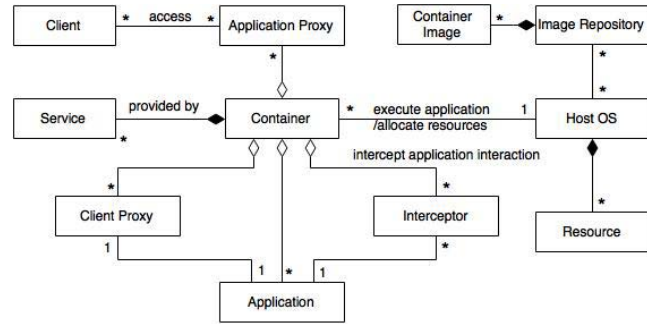 Client
*
access
*
Application Proxy
Container
Image
*
Image Repository
*
*
*
Service
provided by
*
Container
*
execute application
/allocate resources
1
Host OS
intercept application interaction
*
*
*
Client Proxy
Interceptor
Resource
1
*
1
*
1
Application